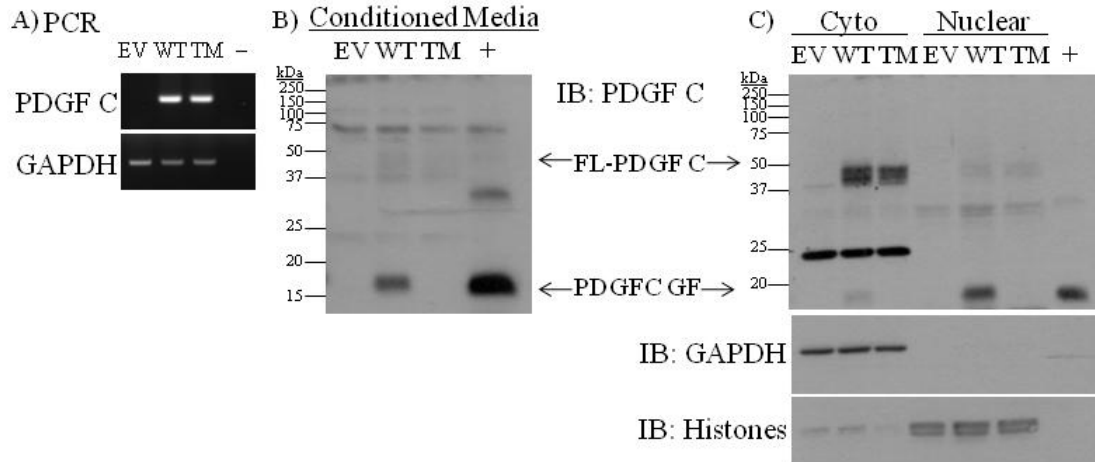 A) PCR
EV WT TM –
PDGF C
GAPDH
B) Conditioned Media
EV WT TM +
kDa
250
150
100
75
50
37
25
20
15
IB: PDGF C
FL-PDGF C
PDGFC GF
C) Cyto Nuclear
EV WT TM EV WT TM +
kDa
250
150
100
75
50
37
25
20
IB: GAPDH
IB: Histones